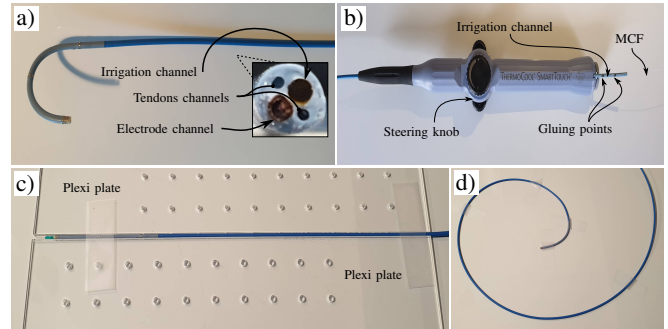 a)
Irrigation channel
Tendons channels
Electrode channel
b)
Irrigation channel
MCF
THERMOCOOL SMARTTOUCH
Steering knob
Gluing points
c)
Plexi plate
Plexi plate
d)